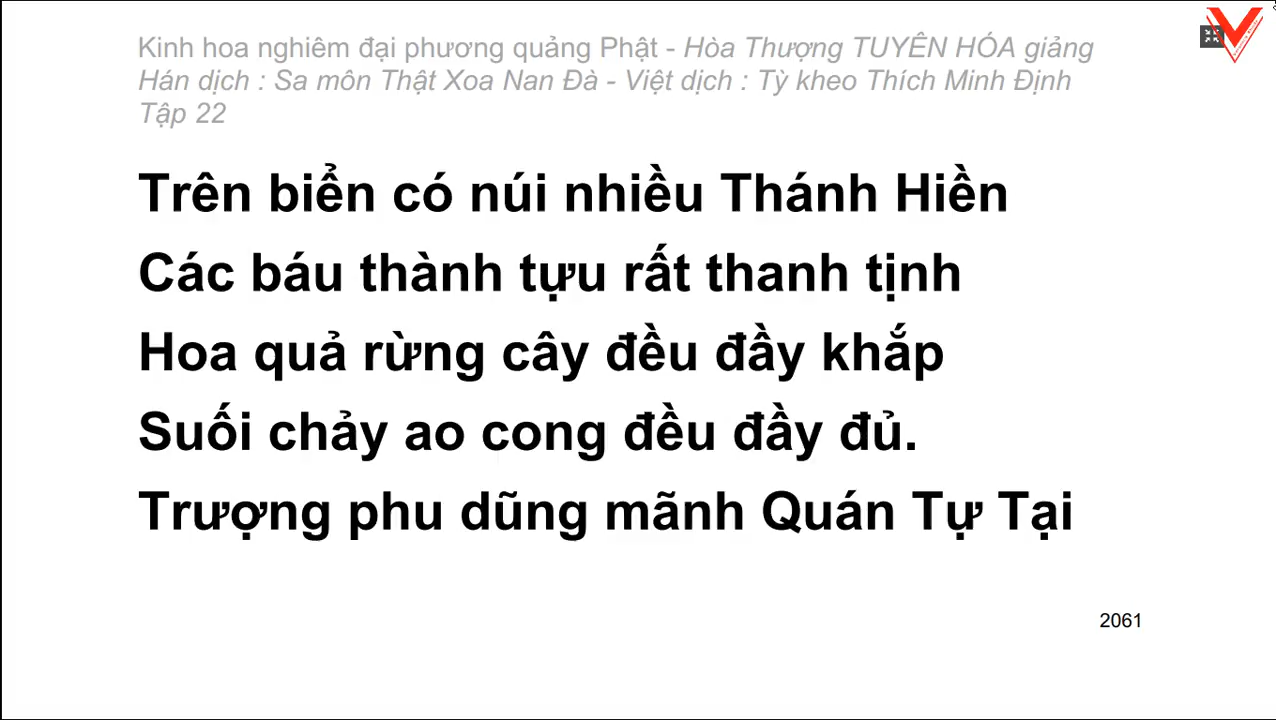 Kinh hoa nghiêm đại phương quảng Phật - Hòa Thượng TUYÊN HÓA giảng
Hán dịch : Sa môn Thật Xoa Nan Đà - Việt dịch : Tỳ kheo Thích Minh Định
Tập 22
Trên biển có núi nhiều Thánh Hiền
Các báu thành tựu rất thanh tịnh
Hoa quả rừng cây đều đầy khắp
Suối chảy ao cong đều đầy đủ.
Trượng phu dũng mãnh Quán Tự Tại
2061